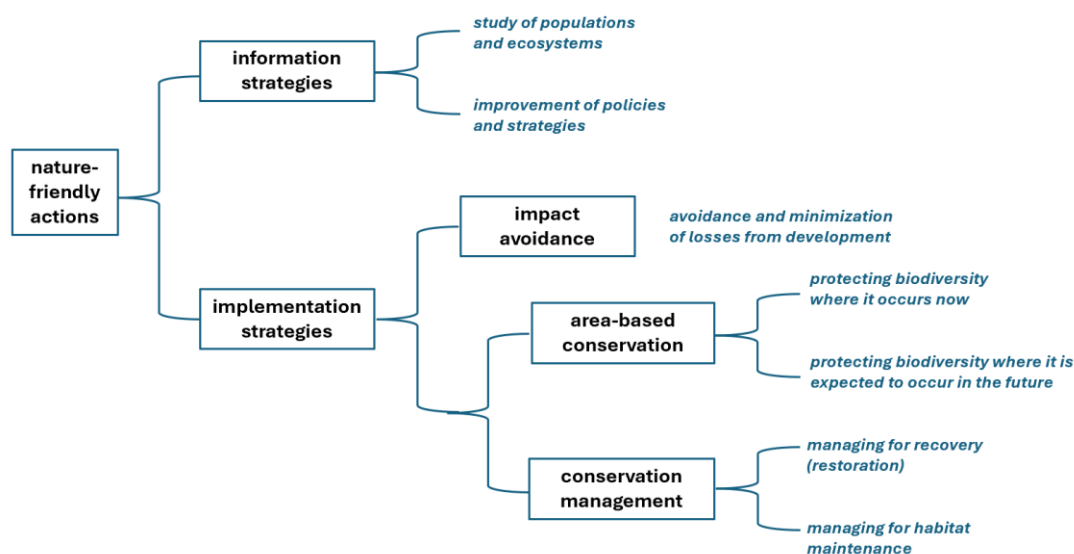 study of populations
and ecosystems
information
strategies
improvement of policies
and strategies
nature-
friendly
actions
impact
avoidance
avoidance and minimization
of losses from development
implementation
strategies
protecting biodiversity
where it occurs now
area-based
conservation
protecting biodiversity where it is
expected to occur in the future
managing for recovery
(restoration)
conservation
management
managing for habitat
maintenance